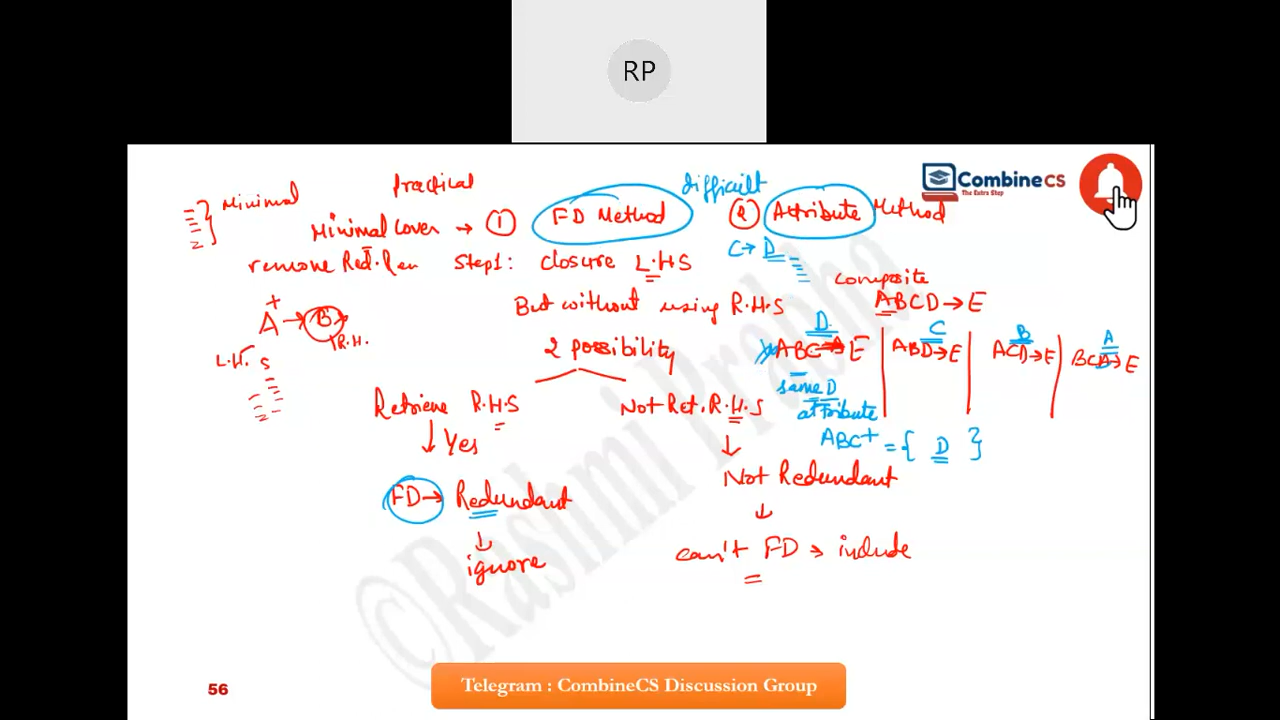 RP
CombineCS
The Extra Step
Minimal
Practical
difficult
Minimal Cover → ① FD Method ② Attribute Method
C → D
remove Step1: closure L.H.S
composite
ABCD → E
But without using R.H.S
A⁺ → B
R.H.
L.H.S
2 possibility
D C B A
ABC → E | ABD → E | ACD → E | BCD → E
same D
attribute
Retrieve R.H.S Not Ret. R.H.S
ABC⁺ = { D }
↓ Yes ↓
FD → Redundant Not Redundant
↓ ↓
ignore can't FD → include
©Rashmi Prabha
56
Telegram : CombineCS Discussion Group